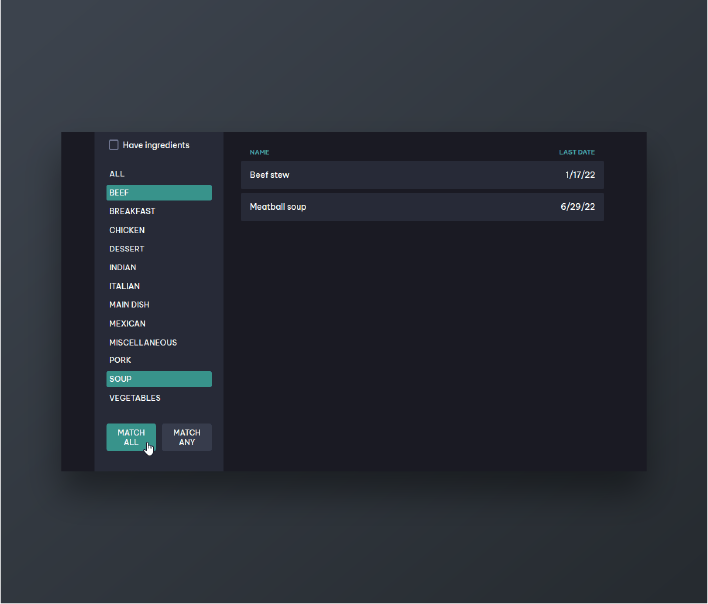 Have ingredients
ALL
BEEF
BREAKFAST
CHICKEN
DESSERT
INDIAN
ITALIAN
MAIN DISH
MEXICAN
MISCELLANEOUS
PORK
SOUP
VEGETABLES
MATCH
ALL
MATCH
ANY
NAME LAST DATE
Beef stew 1/17/22
Meatball soup 6/29/22